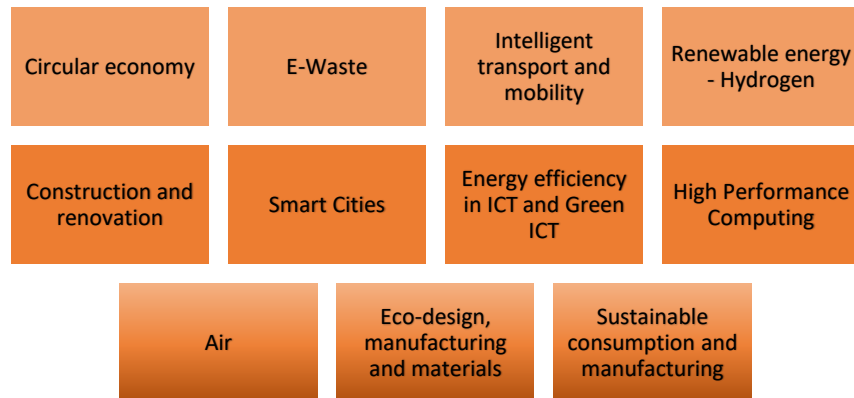 Circular economy
E-Waste
Intelligent
transport and
mobility
Renewable energy
- Hydrogen
Construction and
renovation
Smart Cities
Energy efficiency
in ICT and Green
ICT
High Performance
Computing
Air
Eco-design,
manufacturing
and materials
Sustainable
consumption and
manufacturing